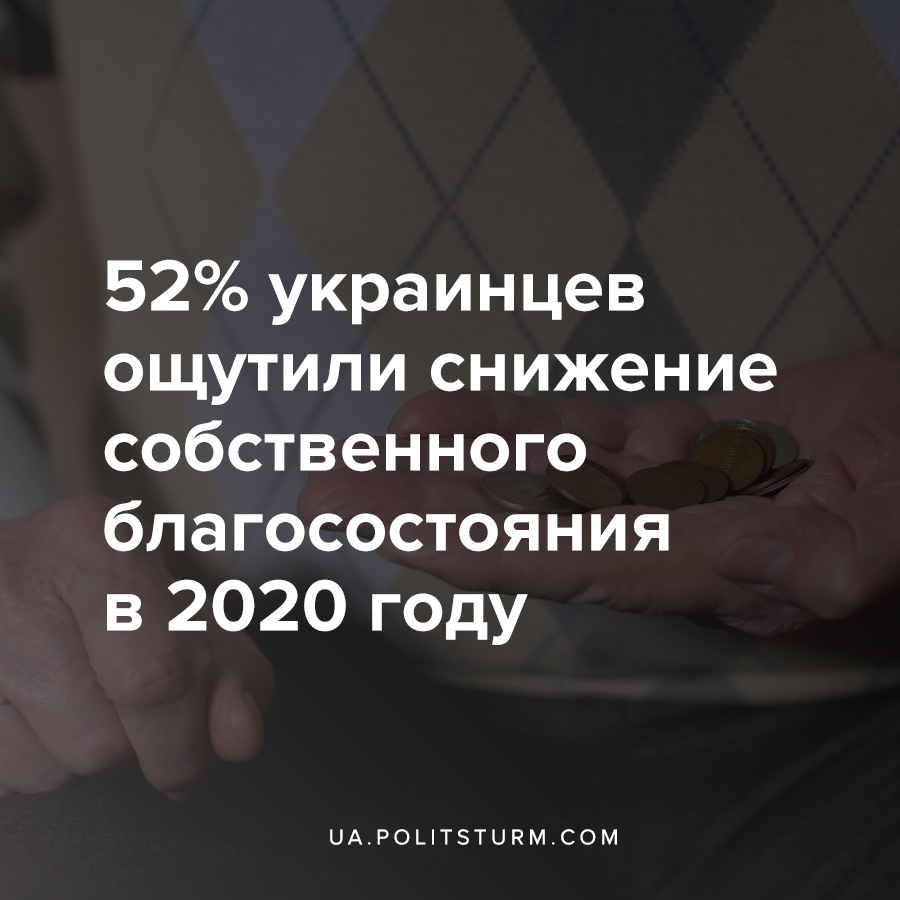 52% украинцев
ощутили снижение
собственного
благосостояния
в 2020 году
UA.POLITSTURM.COM